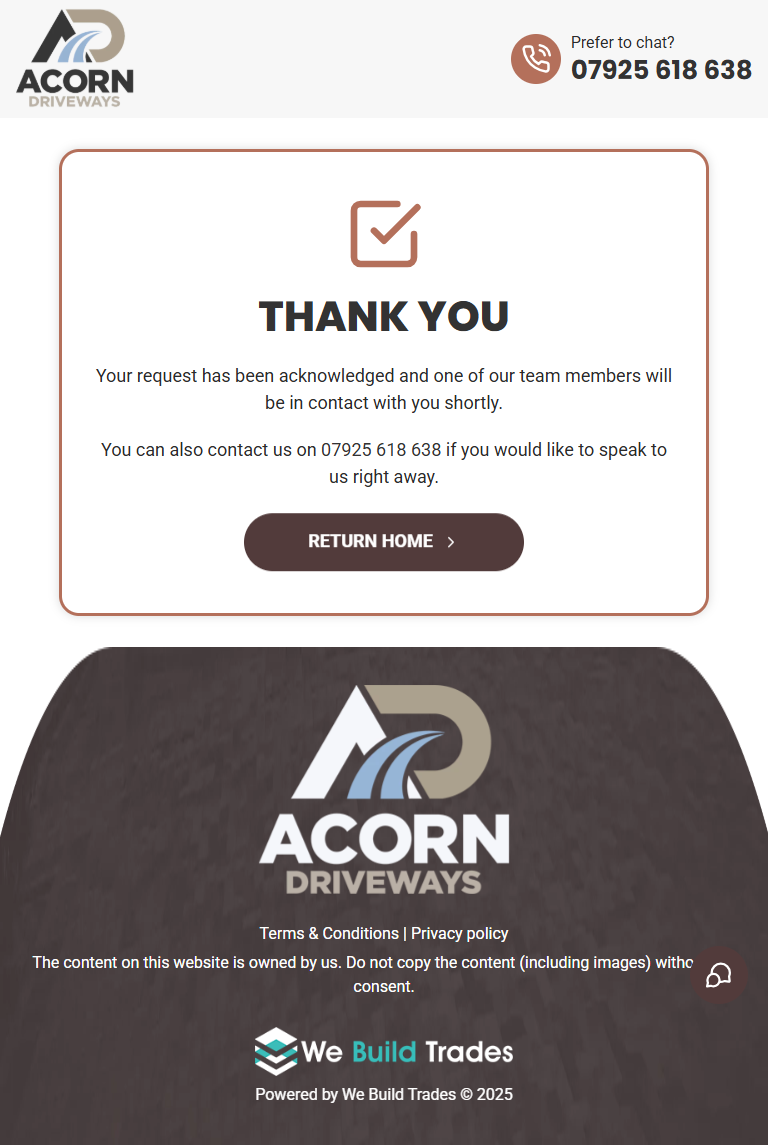 ACORN
DRIVEWAYS
Prefer to chat?
07925 618 638
THANK YOU
Your request has been acknowledged and one of our team members will
be in contact with you shortly.
You can also contact us on 07925 618 638 if you would like to speak to
us right away.
RETURN HOME
ACORN
DRIVEWAYS
Terms & Conditions | Privacy policy
The content on this website is owned by us. Do not copy the content (including images)
consent.
We Build Trades
Powered by We Build Trades © 2025